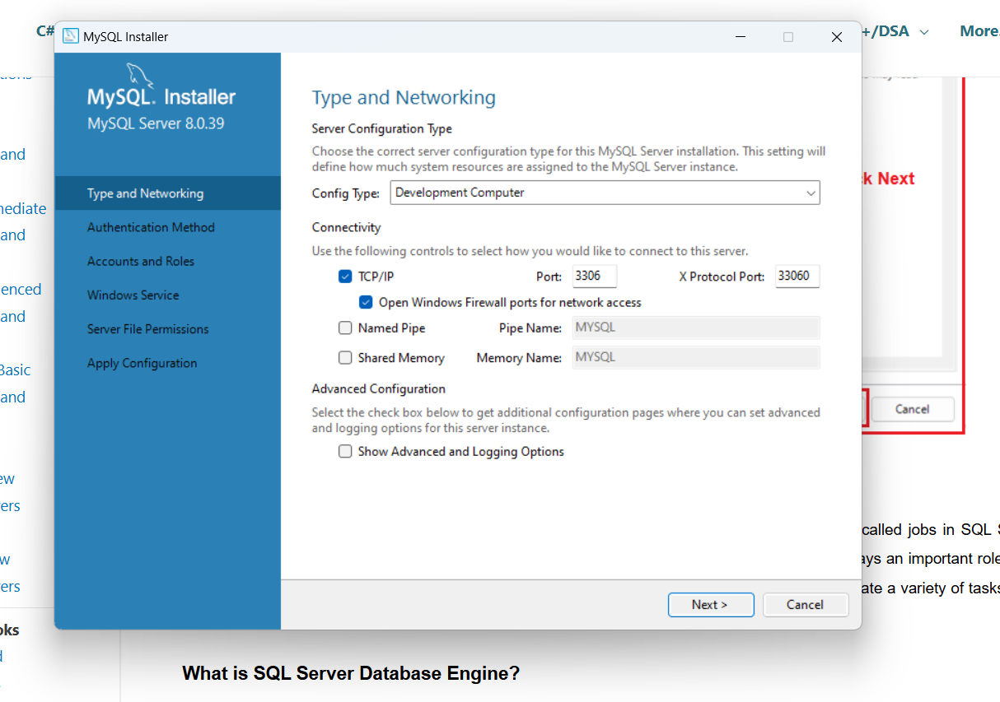 C#
+/DSA
More.
MySQL Installer
MySQL. Installer
MySQL Server 8.0.39
Type and Networking
Authentication Method
Accounts and Roles
Windows Service
Server File Permissions
Apply Configuration
Type and Networking
Server Configuration Type
Choose the correct server configuration type for this MySQL Server installation. This setting will
define how much system resources are assigned to the MySQL Server instance.
Config Type: Development Computer
Connectivity
Use the following controls to select how you would like to connect to this server.
TCP/IP Port: 3306 X Protocol Port: 33060
Open Windows Firewall ports for network access
Named Pipe Pipe Name: MYSQL
Shared Memory Memory Name: MYSQL
Advanced Configuration
Select the check box below to get additional configuration pages where you can set advanced
and logging options for this server instance.
Show Advanced and Logging Options
Next > Cancel
and
mediate
and
enced
and
Basic
and
ew
ers
w
ers
oks
d
k Next
Cancel
called jobs in SQL S
ays an important role
ate a variety of tasks
What is SQL Server Database Engine?